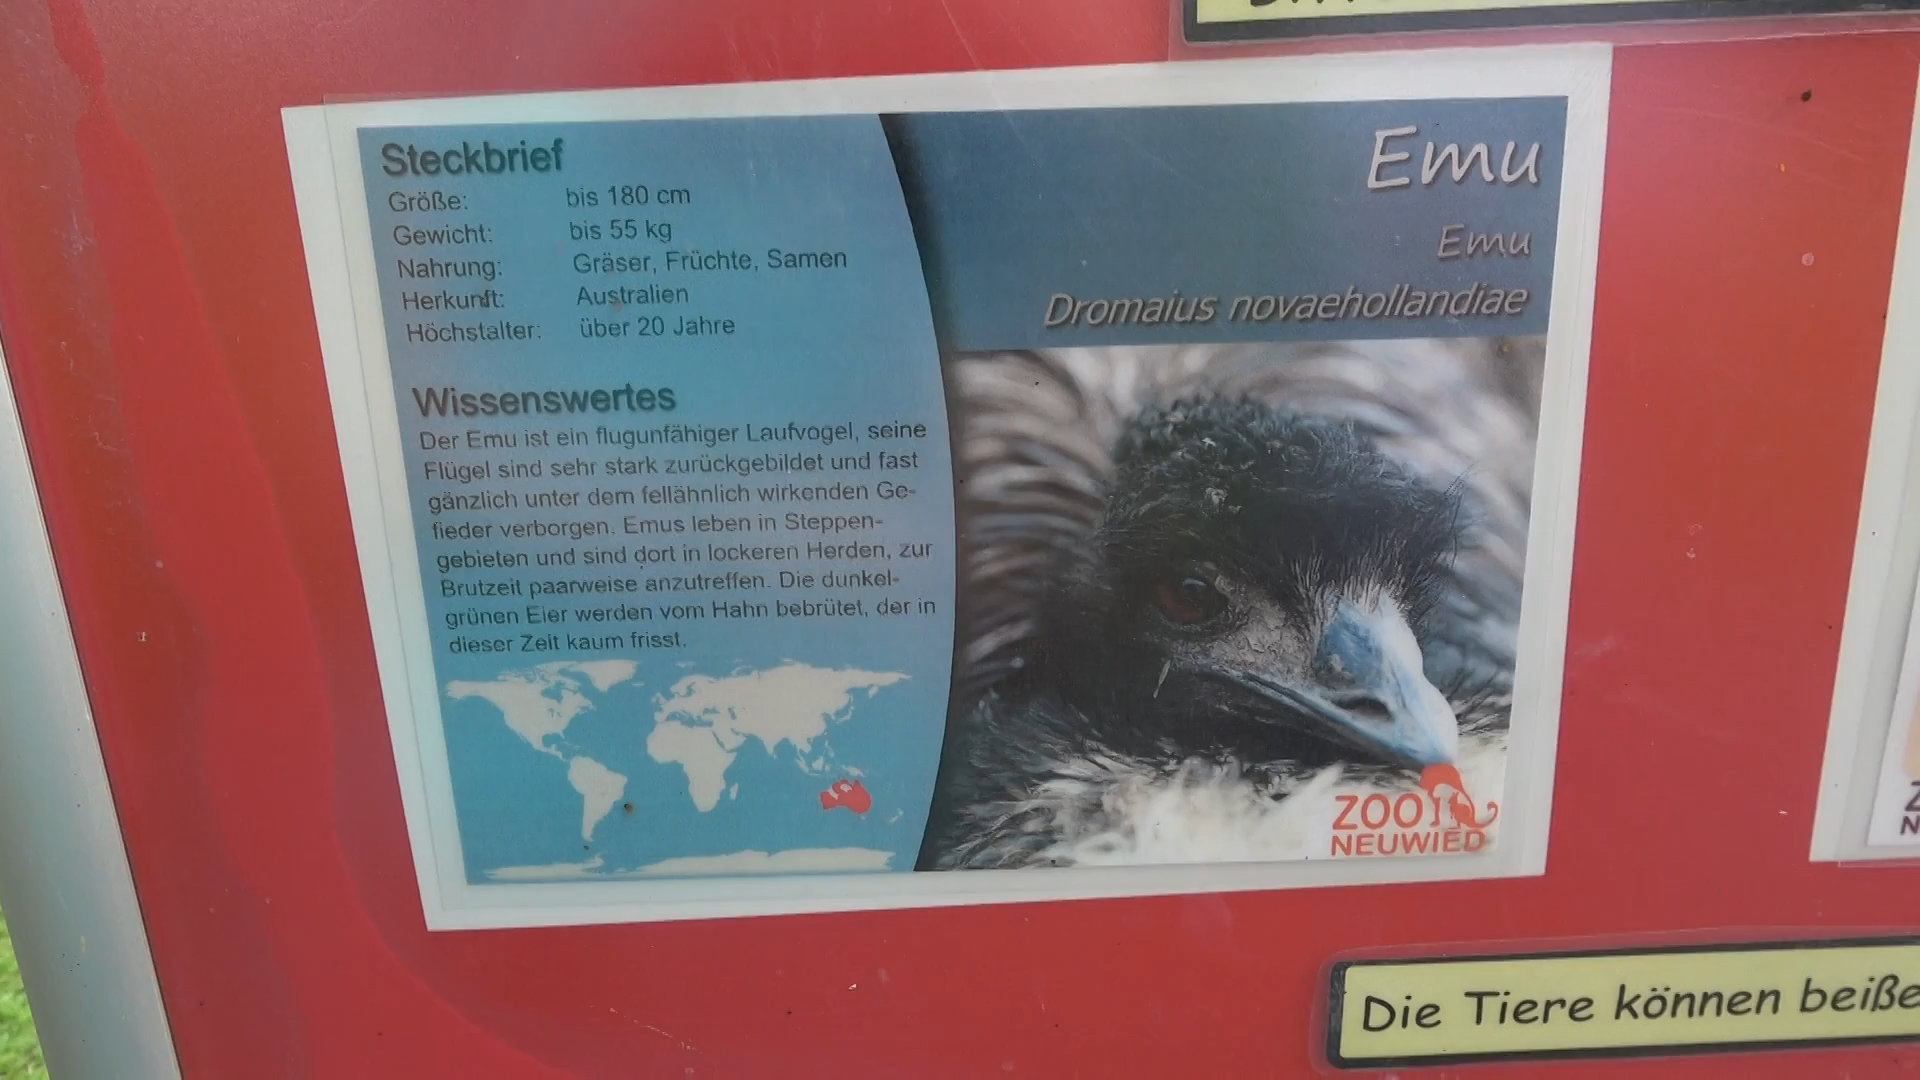 Steckbrief
Größe: bis 180 cm
Gewicht: bis 55 kg
Nahrung: Gräser, Früchte, Samen
Herkunft: Australien
Höchstalter: über 20 Jahre
Wissenswertes
Der Emu ist ein flugunfähiger Laufvogel, seine
Flügel sind sehr stark zurückgebildet und fast
gänzlich unter dem fellähnlich wirkenden Ge-
fieder verborgen. Emus leben in Steppen-
gebieten und sind dort in lockeren Herden, zur
Brutzeit paarweise anzutreffen. Die dunkel-
grünen Eier werden vom Hahn bebrütet, der in
dieser Zeit kaum frisst.
Emu
Emu
Dromaius novaehollandiae
ZOO
NEUWIED
Die Tiere können beiße